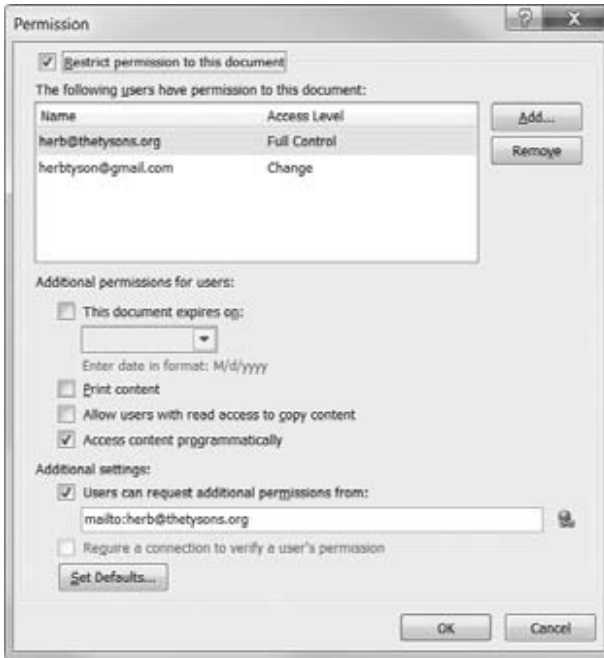 Permission
Restrict permission to this document
The following users have permission to this document:
Name Access Level
herb@thetysons.org Full Control
herbtyson@gmail.com Change
Add...
Remove
Additional permissions for users:
This document expires on:
Enter date in format: M/d/yyyy
Print content
Allow users with read access to copy content
Access content programmatically
Additional settings:
Users can request additional permissions from:
mailto:herb@thetysons.org
Require a connection to verify a user's permission
Set Defaults...
OK Cancel